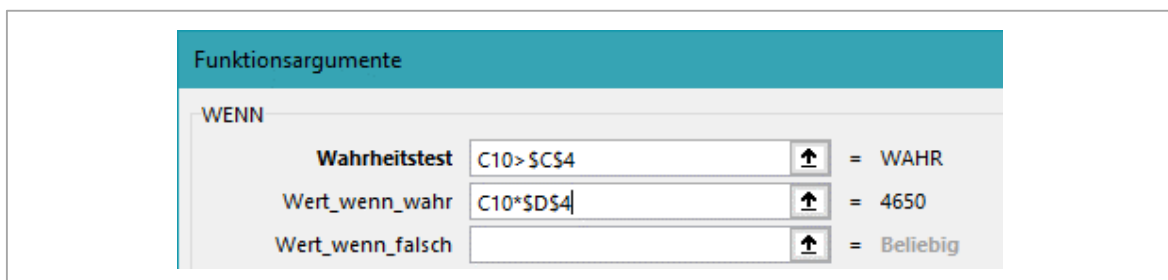 Funktionsargumente
WENN
Wahrheitstest C10>$C$4 = WAHR
Wert_wenn_wahr C10*$D$4 = 4650
Wert_wenn_falsch = Beliebig